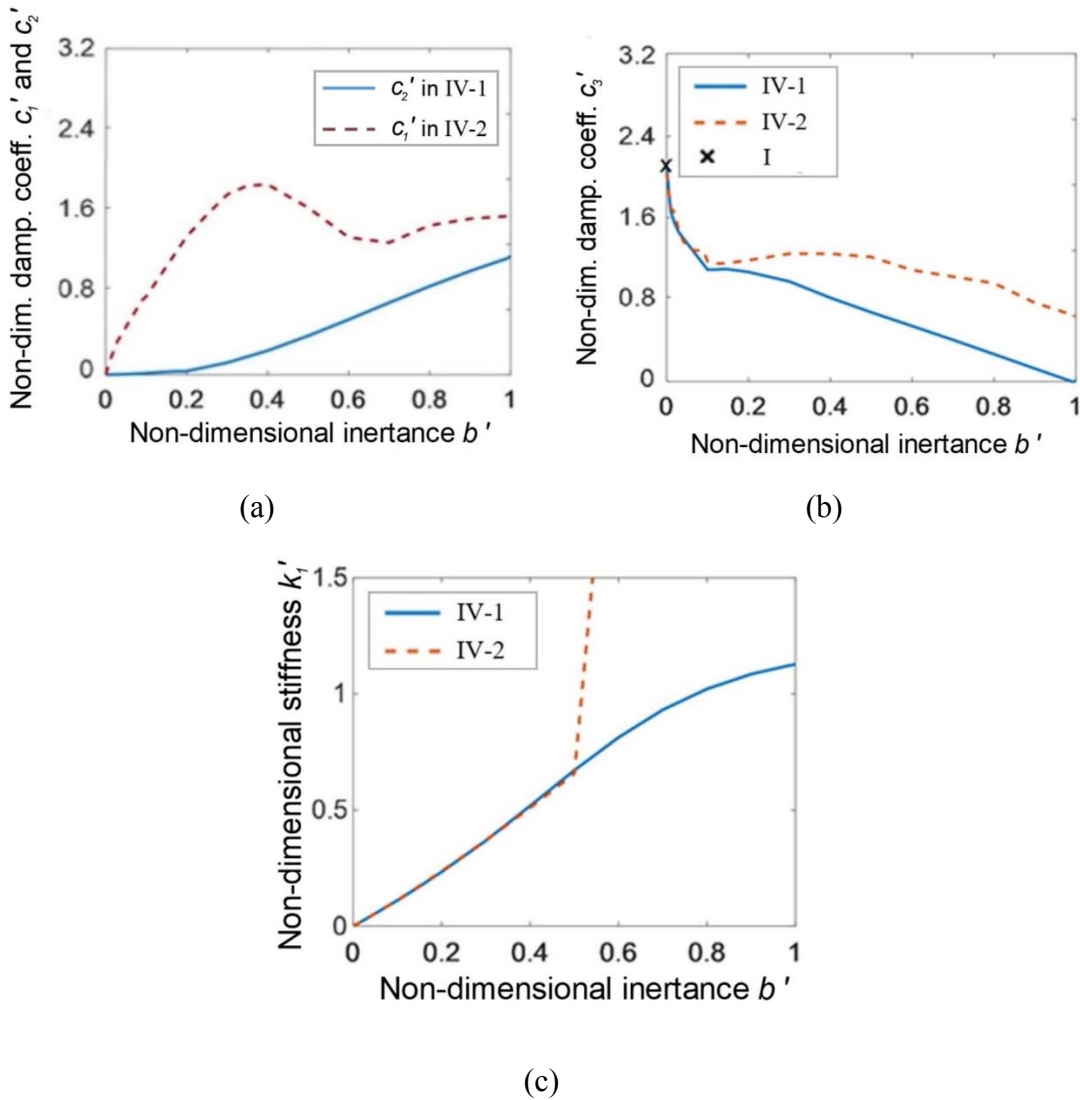 Non-dim. damp. coeff. c₁' and c₂'
3.2
2.4
1.6
0.8
0
c₂' in IV-1
c₁' in IV-2
0 0.2 0.4 0.6 0.8 1
Non-dimensional inertance b'
(a)
Non-dim. damp. coeff. c₃'
3.2
2.4
1.6
0.8
0
IV-1
IV-2
I
0 0.2 0.4 0.6 0.8 1
Non-dimensional inertance b'
(b)
Non-dimensional stiffness k₁'
1.5
1
0.5
0
IV-1
IV-2
0 0.2 0.4 0.6 0.8 1
Non-dimensional inertance b'
(c)